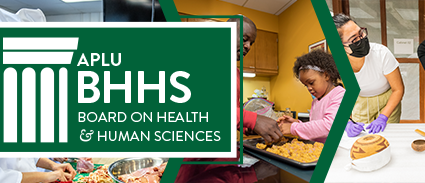 APLU
BHHS
BOARD ON HEALTH
& HUMAN SCIENCES